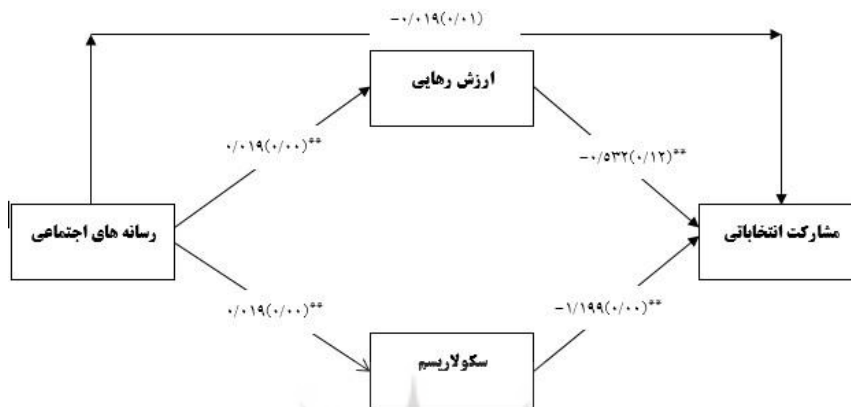 -۰/۰۱۹(۰/۰۱)
ارزش رهایی
۰/۰۱۹(۰/۰۰)**
-۰/۵۳۲(۰/۱۲)**
رسانه های اجتماعی
مشارکت انتخاباتی
۰/۰۱۹(۰/۰۰)**
-۱/۱۹۹(۰/۰۰)**
سکولاریسم